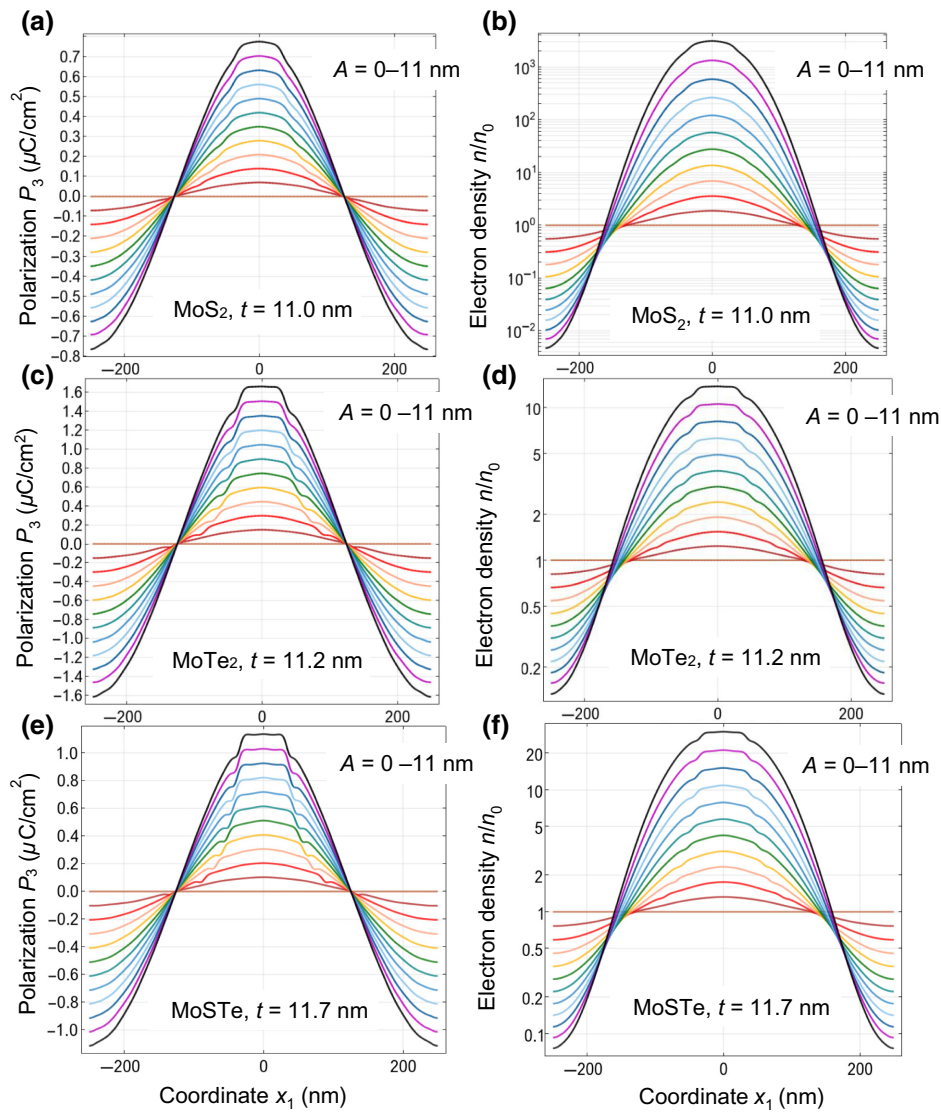 (a)
Polarization P₃ (μC/cm²)
0.7
0.6
0.5
0.4
0.3
0.2
0.1
0.0
−0.1
−0.2
−0.3
−0.4
−0.5
−0.6
−0.7
−0.8
A = 0–11 nm
MoS₂, t = 11.0 nm
−200 0 200
(b)
Electron density n/n₀
10³
10²
10¹
10⁰
10⁻¹
10⁻²
A = 0–11 nm
MoS₂, t = 11.0 nm
−200 0 200
(c)
Polarization P₃ (μC/cm²)
1.6
1.4
1.2
1.0
0.8
0.6
0.4
0.2
0.0
−0.2
−0.4
−0.6
−0.8
−1.0
−1.2
−1.4
−1.6
A = 0 –11 nm
MoTe₂, t = 11.2 nm
−200 0 200
(d)
Electron density n/n₀
10
5
2
1
0.5
0.2
A = 0 –11 nm
MoTe₂, t = 11.2 nm
−200 0 200
(e)
Polarization P₃ (μC/cm²)
1.0
0.8
0.6
0.4
0.2
0.0
−0.2
−0.4
−0.6
−0.8
−1.0
A = 0 –11 nm
MoSTe, t = 11.7 nm
−200 0 200
Coordinate x₁ (nm)
(f)
Electron density n/n₀
20
10
5
2
1
0.5
0.2
0.1
A = 0–11 nm
MoSTe, t = 11.7 nm
−200 0 200
Coordinate x₁ (nm)